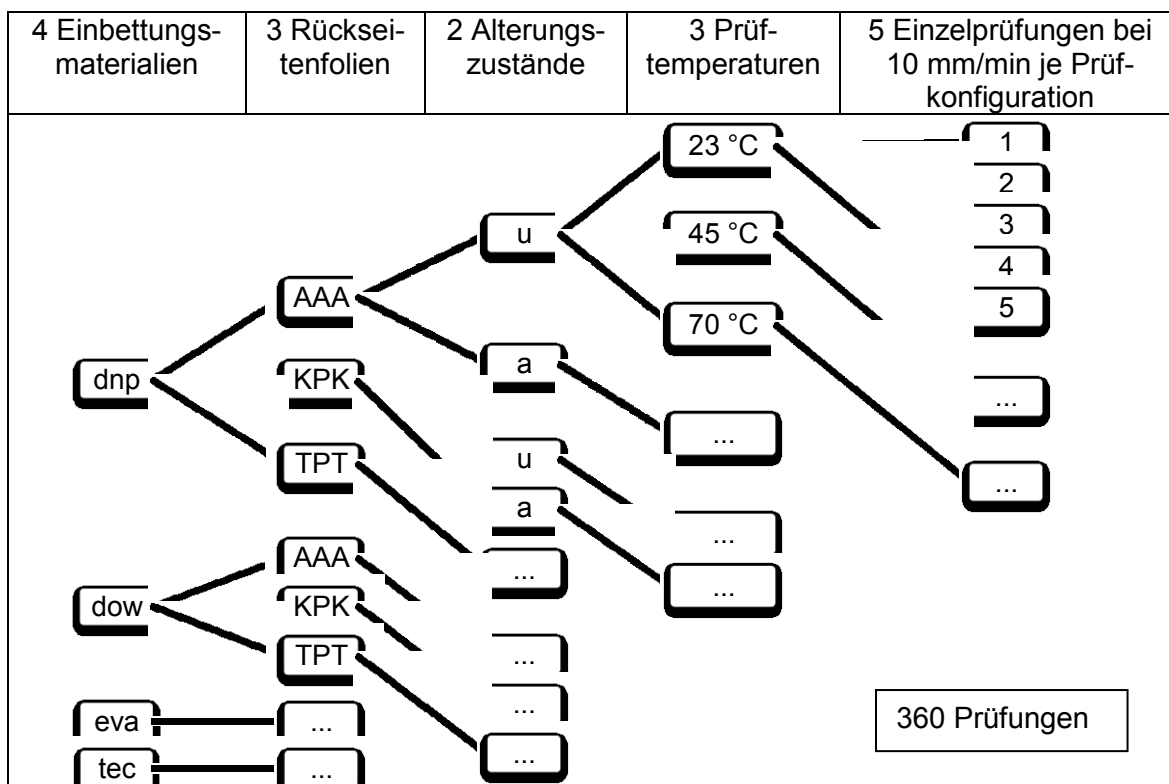 4 Einbettungs-
materialien
3 Rücksei-
tenfolien
2 Alterungs-
zustände
3 Prüf-
temperaturen
5 Einzelprüfungen bei
10 mm/min je Prüf-
konfiguration
dnp
dow
eva
tec
AAA
KPK
TPT
AAA
KPK
TPT
...
...
u
a
u
a
...
...
...
...
23 °C
45 °C
70 °C
...
...
...
1
2
3
4
5
...
...
360 Prüfungen